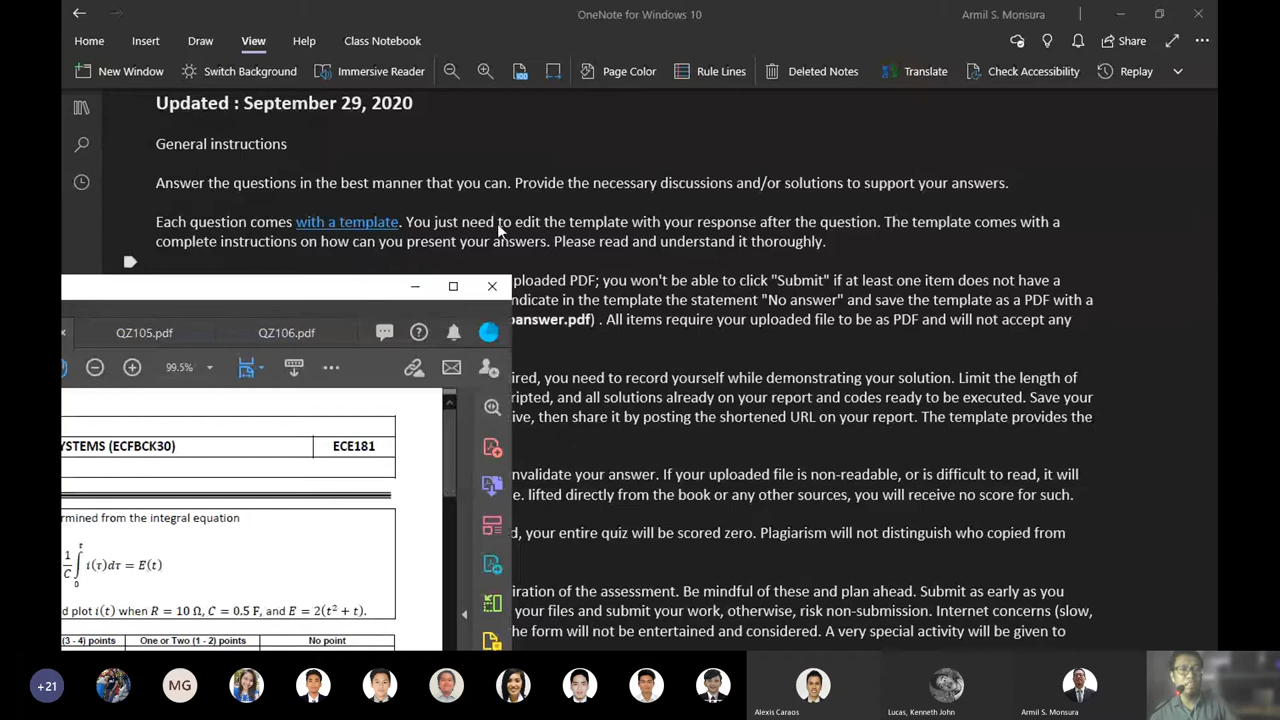 OneNote for Windows 10
Armil S. Monsura
Home Insert Draw View Help Class Notebook
Share
New Window Switch Background Immersive Reader Page Color Rule Lines Deleted Notes Translate Check Accessibility Replay
Updated : September 29, 2020
General instructions
Answer the questions in the best manner that you can. Provide the necessary discussions and/or solutions to support your answers.
Each question comes with a template. You just need to edit the template with your response after the question. The template comes with a
complete instructions on how can you present your answers. Please read and understand it thoroughly.
ploaded PDF; you won't be able to click "Submit" if at least one item does not have a
ndicate in the template the statement "No answer" and save the template as a PDF with a
oanswer.pdf) . All items require your uploaded file to be as PDF and will not accept any
ired, you need to record yourself while demonstrating your solution. Limit the length of
ripted, and all solutions already on your report and codes ready to be executed. Save your
ive, then share it by posting the shortened URL on your report. The template provides the
invalidate your answer. If your uploaded file is non-readable, or is difficult to read, it will
e. lifted directly from the book or any other sources, you will receive no score for such.
d, your entire quiz will be scored zero. Plagiarism will not distinguish who copied from
iration of the assessment. Be mindful of these and plan ahead. Submit as early as you
your files and submit your work, otherwise, risk non-submission. Internet concerns (slow,
he form will not be entertained and considered. A very special activity will be given to
QZ105.pdf QZ106.pdf
99.5%
YSTEMS (ECFBCK30) ECE181
rmined from the integral equation
1/C ∫₀ᵗ i(τ)dτ = E(t)
d plot i(t) when R = 10 Ω, C = 0.5 F, and E = 2(t² + t).
(3 - 4) points One or Two (1 - 2) points No point
+21 MG
Alexis Caraos Lucas, Kenneth John Armil S. Monsura